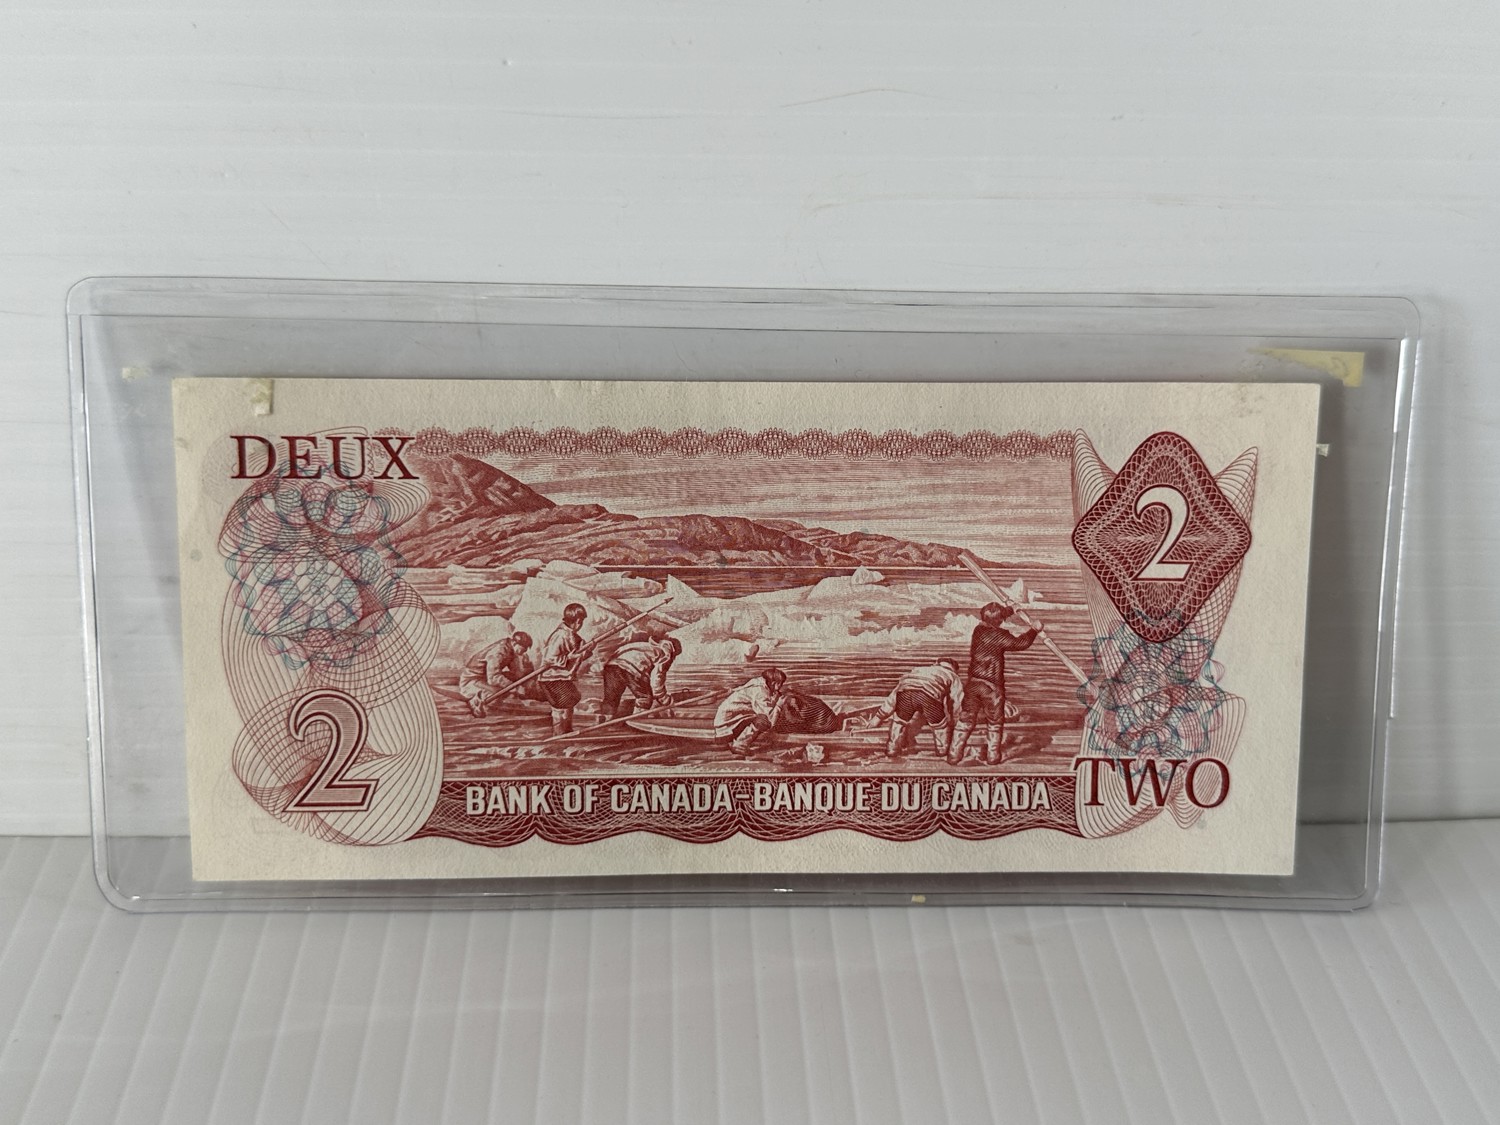 DEUX
2
2
BANK OF CANADA-BANQUE DU CANADA
TWO